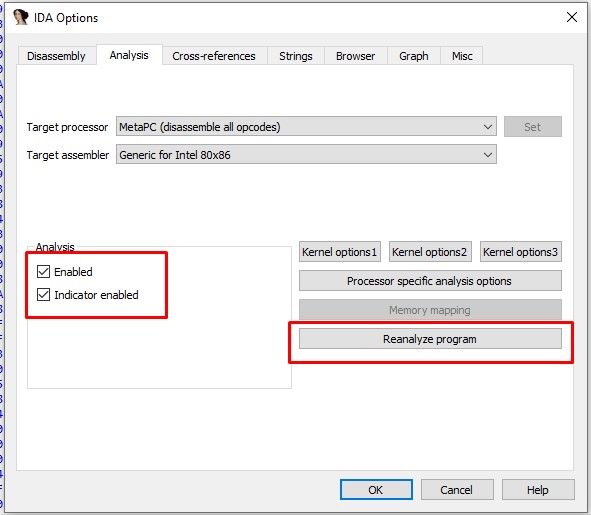 IDA Options
Disassembly Analysis Cross-references Strings Browser Graph Misc
Target processor MetaPC (disassemble all opcodes) Set
Target assembler Generic for Intel 80x86
Analysis
Enabled
Indicator enabled
Kernel options1 Kernel options2 Kernel options3
Processor specific analysis options
Memory mapping
Reanalyze program
OK Cancel Help